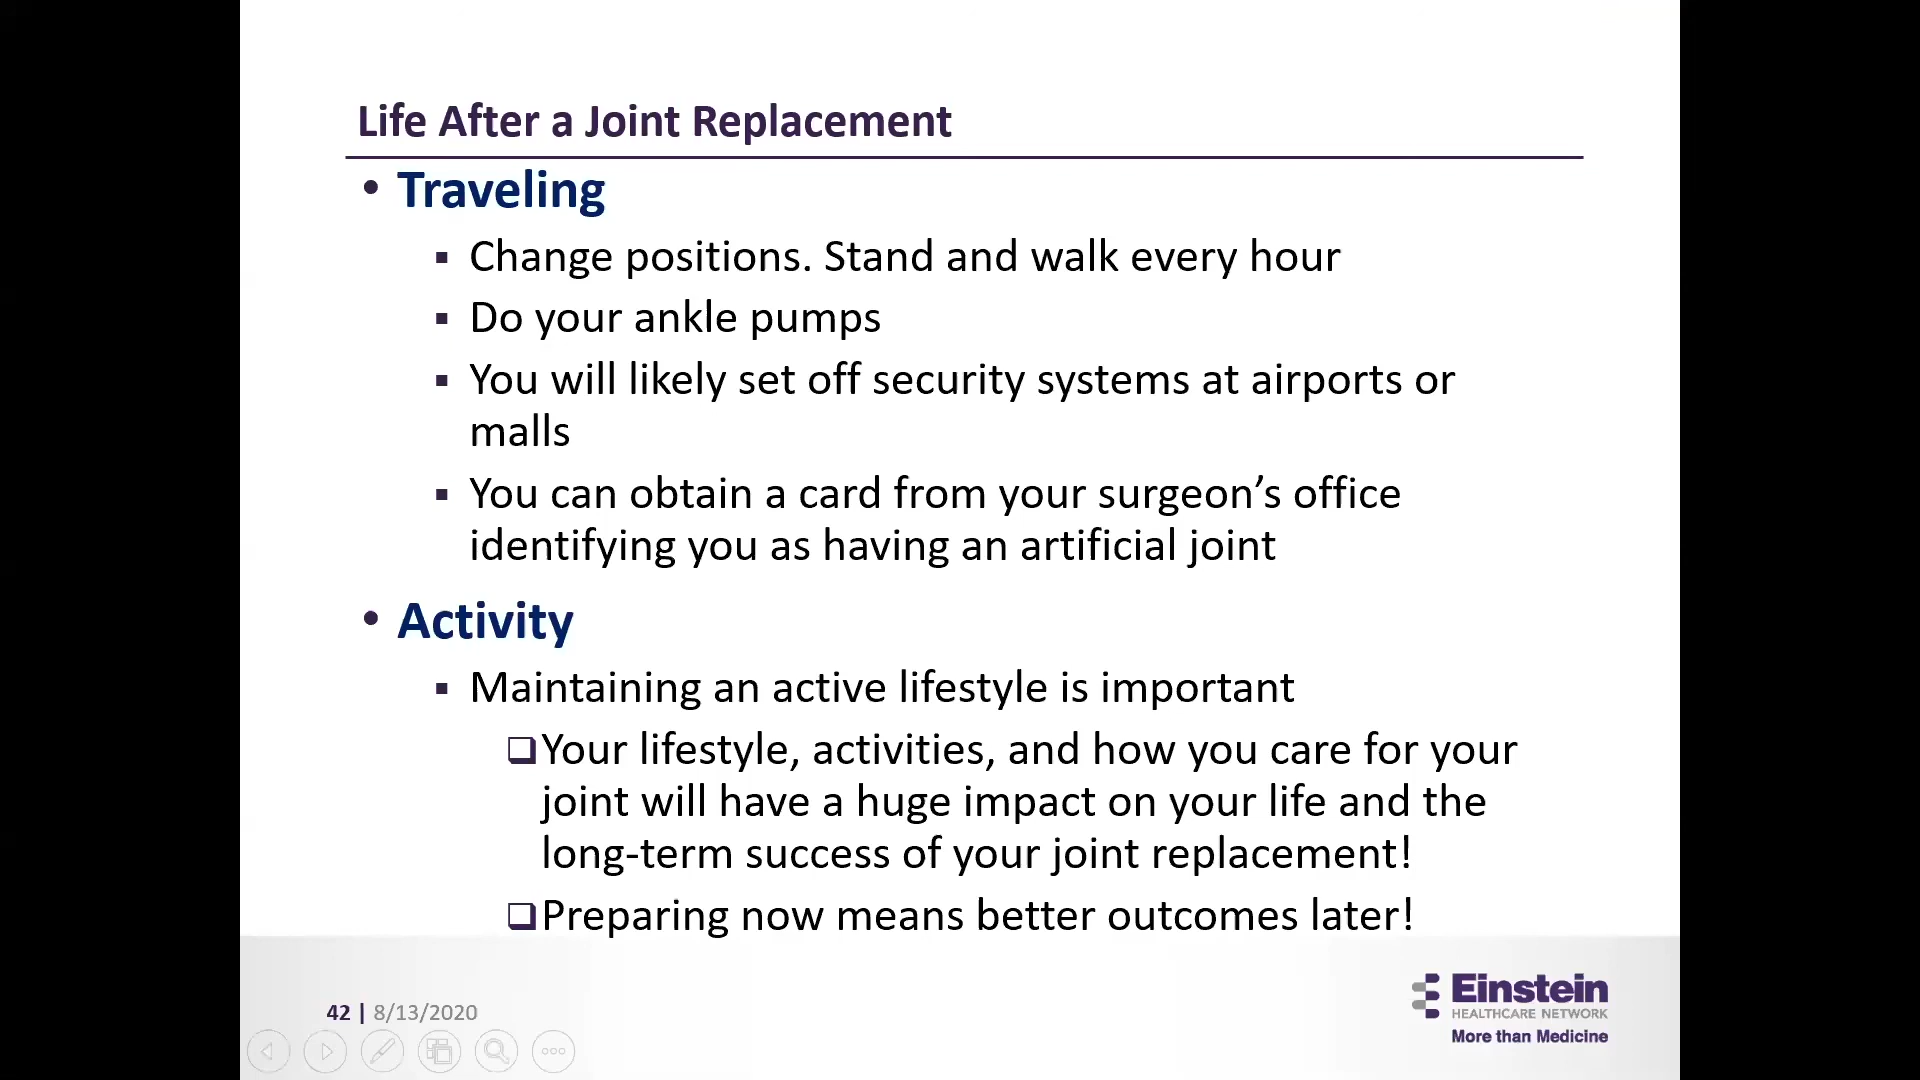 Life After a Joint Replacement
• Traveling
▪ Change positions. Stand and walk every hour
▪ Do your ankle pumps
▪ You will likely set off security systems at airports or
malls
▪ You can obtain a card from your surgeon’s office
identifying you as having an artificial joint
• Activity
▪ Maintaining an active lifestyle is important
❑Your lifestyle, activities, and how you care for your
joint will have a huge impact on your life and the
long-term success of your joint replacement!
❑Preparing now means better outcomes later!
42 | 8/13/2020
Einstein
HEALTHCARE NETWORK
More than Medicine